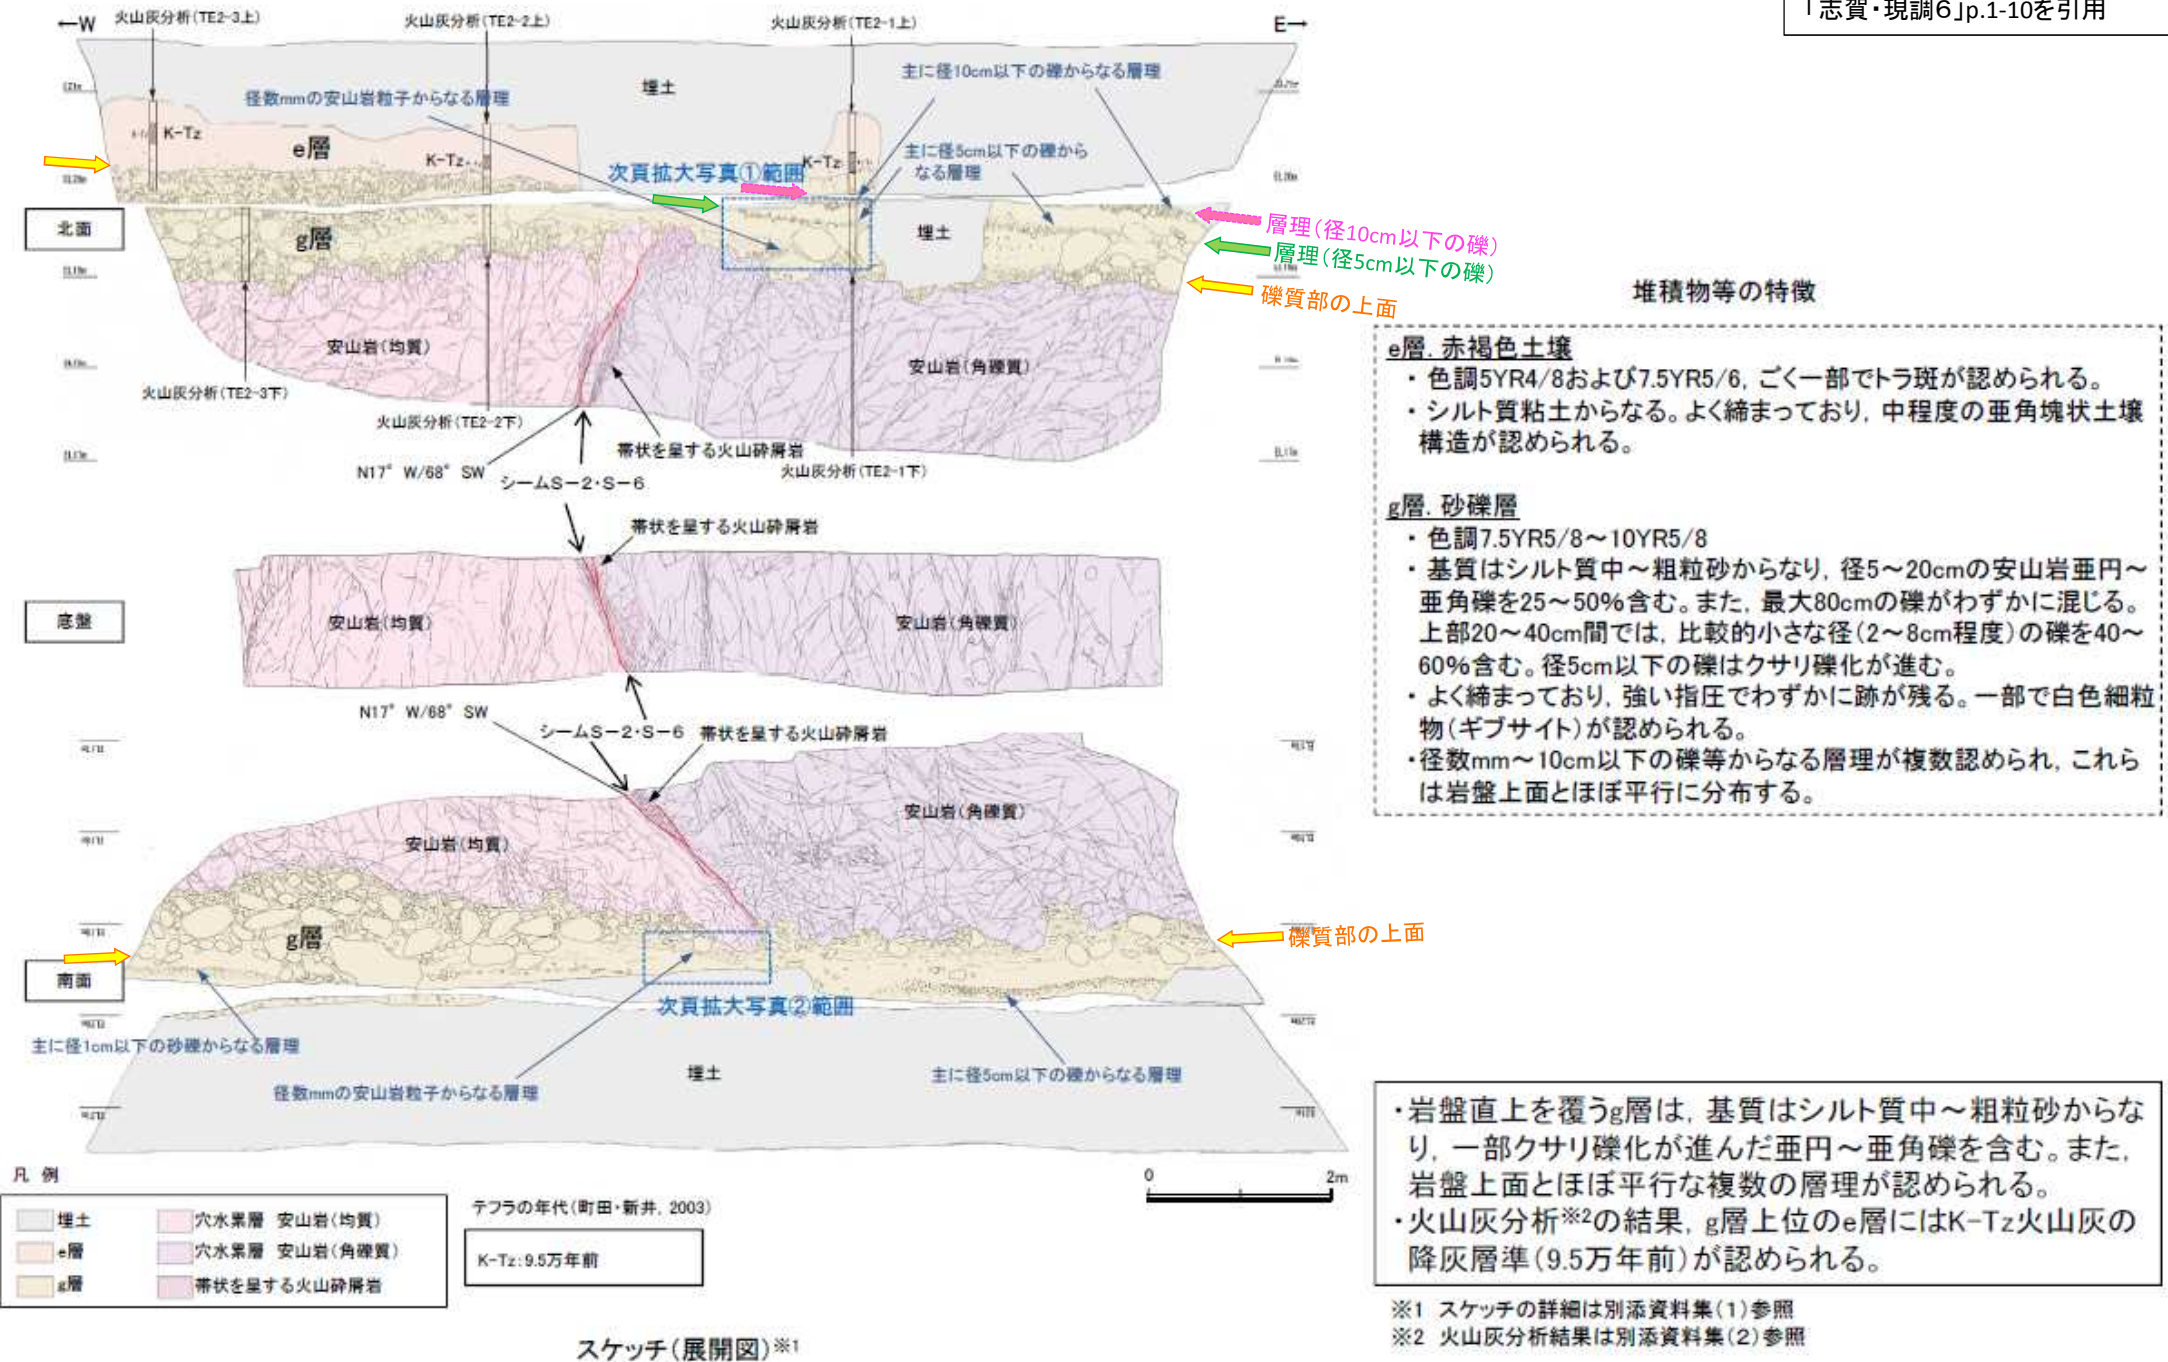 「志賀・現調6」p.1-10を引用
←W
火山灰分析(TE2-3上)
火山灰分析(TE2-2上)
火山灰分析(TE2-1上)
E→
埋土
主に径10cm以下の礫からなる層理
径数mmの安山岩粒子からなる層理
K-Tz
e層
K-Tz
K-Tz
主に径5cm以下の礫から
なる層理
次頁拡大写真①範囲
北面
g層
埋土
層理(径10cm以下の礫)
層理(径5cm以下の礫)
礫質部の上面
安山岩(均質)
安山岩(角礫質)
火山灰分析(TE2-3下)
火山灰分析(TE2-2下)
帯状を呈する火山砕屑岩
火山灰分析(TE2-1下)
N17°W/68°SW
シームS-2・S-6
帯状を呈する火山砕屑岩
底盤
安山岩(均質)
安山岩(角礫質)
N17°W/68°SW
シームS-2・S-6
帯状を呈する火山砕屑岩
安山岩(均質)
安山岩(角礫質)
g層
礫質部の上面
南面
次頁拡大写真②範囲
主に径1cm以下の砂礫からなる層理
径数mmの安山岩粒子からなる層理
埋土
主に径5cm以下の礫からなる層理
0
2m
凡 例
埋土
穴水累層 安山岩(均質)
e層
穴水累層 安山岩(角礫質)
g層
帯状を呈する火山砕屑岩
テフラの年代(町田・新井, 2003)
K-Tz:9.5万年前
スケッチ(展開図)※1
堆積物等の特徴
e層. 赤褐色土壌
・色調5YR4/8および7.5YR5/6, ごく一部でトラ斑が認められる。
・シルト質粘土からなる。よく締まっており, 中程度の亜角塊状土壌
構造が認められる。
g層. 砂礫層
・色調7.5YR5/8～10YR5/8
・基質はシルト質中～粗粒砂からなり, 径5～20cmの安山岩亜円～
亜角礫を25～50%含む。また, 最大80cmの礫がわずかに混じる。
上部20～40cm間では, 比較的小さな径(2～8cm程度)の礫を40～
60%含む。径5cm以下の礫はクサリ礫化が進む。
・よく締まっており, 強い指圧でわずかに跡が残る。一部で白色細粒
物(ギブサイト)が認められる。
・径数mm～10cm以下の礫等からなる層理が複数認められ, これら
は岩盤上面とほぼ平行に分布する。
・岩盤直上を覆うg層は, 基質はシルト質中～粗粒砂からな
り, 一部クサリ礫化が進んだ亜円～亜角礫を含む。また,
岩盤上面とほぼ平行な複数の層理が認められる。
・火山灰分析※2の結果, g層上位のe層にはK-Tz火山灰の
降灰層準(9.5万年前)が認められる。
※1 スケッチの詳細は別添資料集(1)参照
※2 火山灰分析結果は別添資料集(2)参照